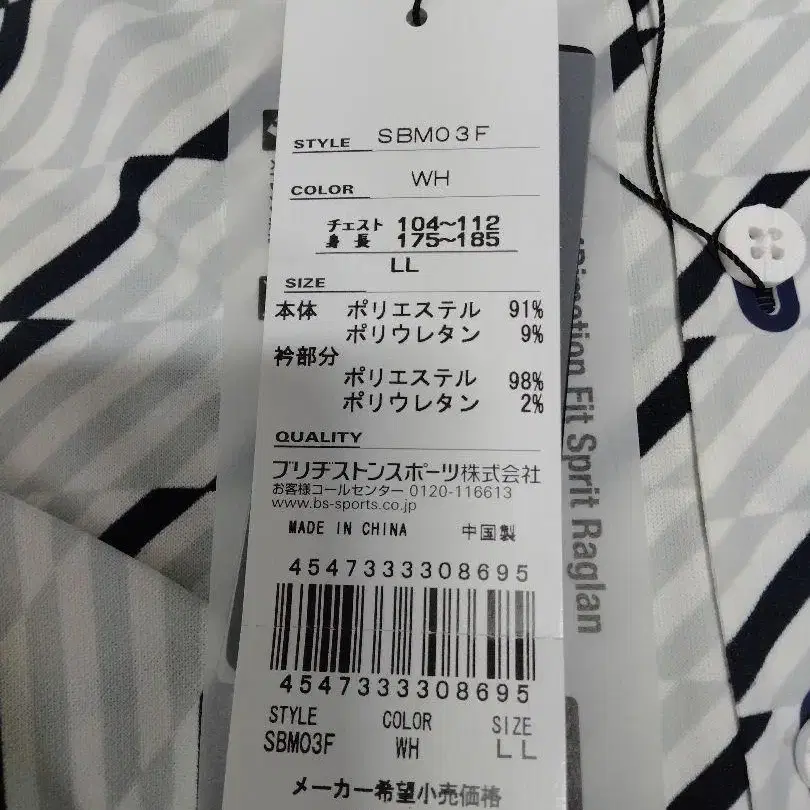 STYLE SBM03F
COLOR WH
チェスト 104〜112
身長 175〜185
LL
SIZE
本体 ポリエステル 91%
ポリウレタン 9%
衿部分
ポリエステル 98%
ポリウレタン 2%
QUALITY
ブリヂストンスポーツ株式会社
お客様コールセンター 0120-116613
www.bs-sports.co.jp
MADE IN CHINA 中国製
4547333308695
4547333308695
STYLE COLOR SIZE
SBM03F WH LL
メーカー希望小売価格
Fit Sprit Raglan